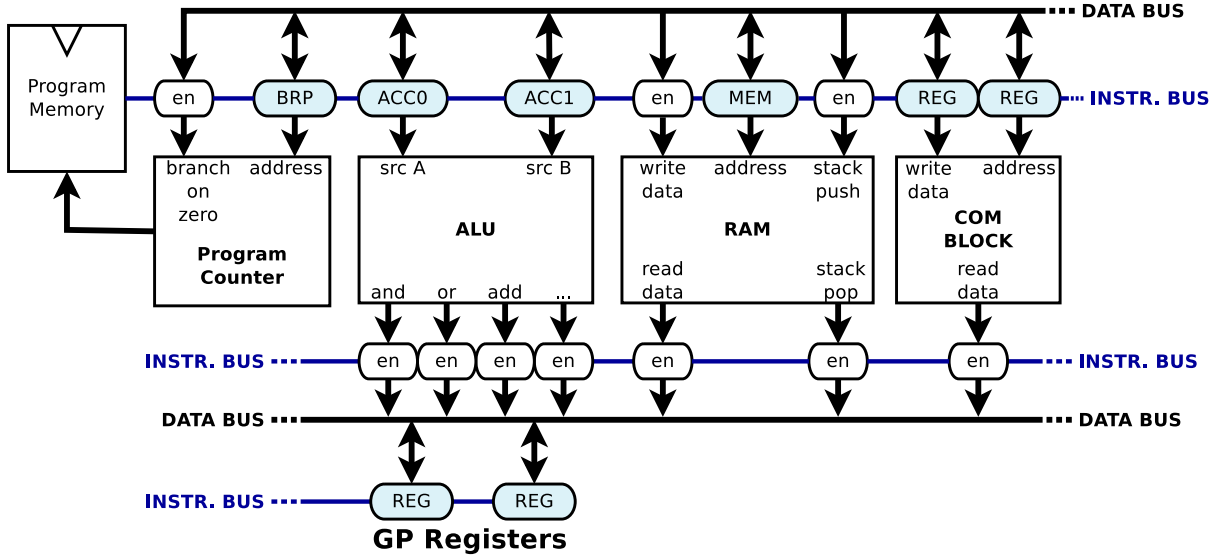 DATA BUS
Program
Memory
en
BRP
ACC0
ACC1
en
MEM
en
REG
REG
INSTR. BUS
branch
on
zero
address
Program
Counter
src A
src B
ALU
and
or
add
...
write
data
address
stack
push
RAM
read
data
stack
pop
write
data
address
COM
BLOCK
read
data
INSTR. BUS
en
en
en
en
en
en
en
INSTR. BUS
DATA BUS
DATA BUS
INSTR. BUS
REG
REG
GP Registers